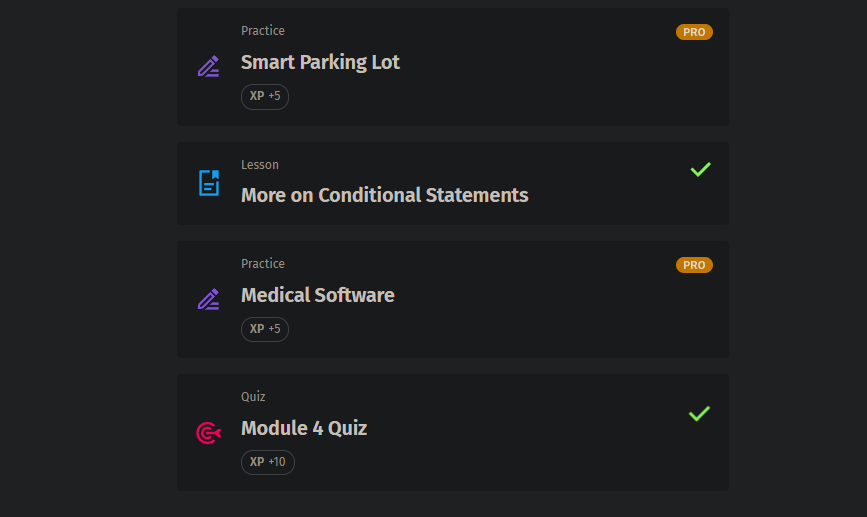 Practice
PRO
Smart Parking Lot
XP +5
Lesson
More on Conditional Statements
Practice
PRO
Medical Software
XP +5
Quiz
Module 4 Quiz
XP +10